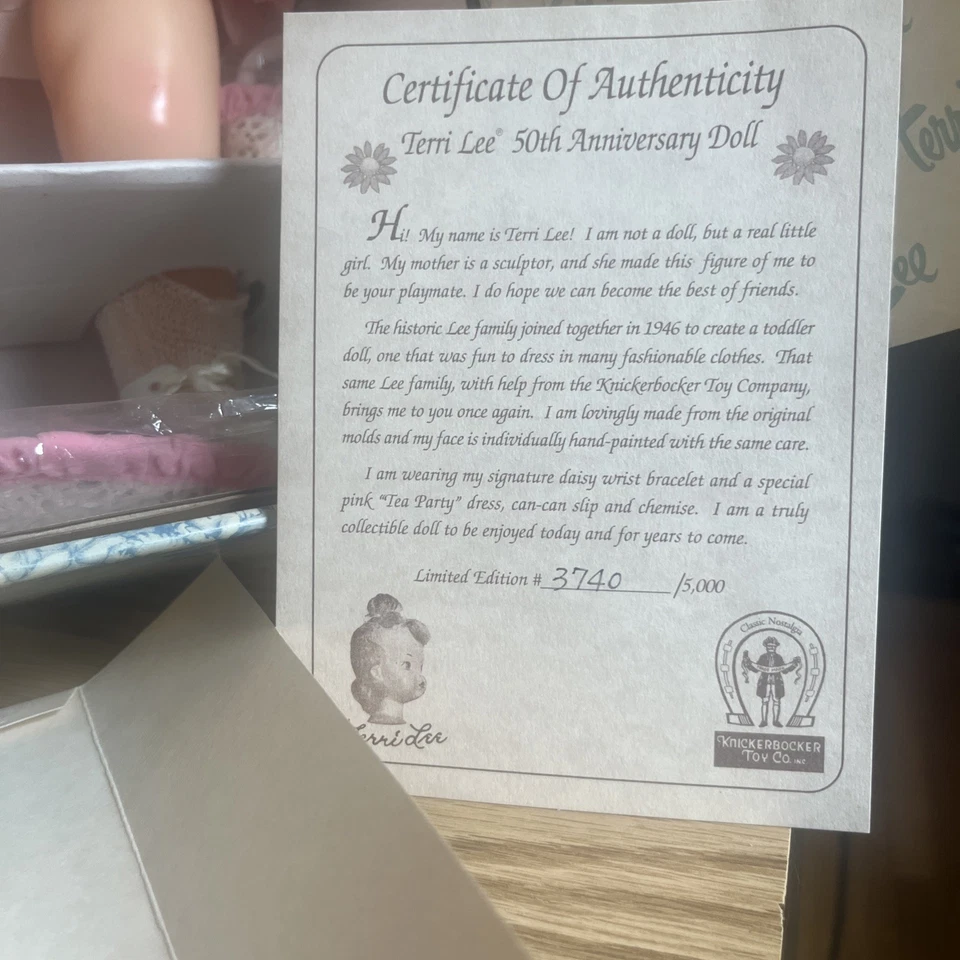 Certificate Of Authenticity
Terri Lee® 50th Anniversary Doll
Hi! My name is Terri Lee! I am not a doll, but a real little
girl. My mother is a sculptor, and she made this figure of me to
be your playmate. I do hope we can become the best of friends.
The historic Lee family joined together in 1946 to create a toddler
doll, one that was fun to dress in many fashionable clothes. That
same Lee family, with help from the Knickerbocker Toy Company,
brings me to you once again. I am lovingly made from the original
molds and my face is individually hand-painted with the same care.
I am wearing my signature daisy wrist bracelet and a special
pink "Tea Party" dress, can-can slip and chemise. I am a truly
collectible doll to be enjoyed today and for years to come.
Limited Edition # 3740 /5,000
Terri Lee
Classic Nostalgia
KNICKERBOCKER
TOY CO. INC
Terri
Lee